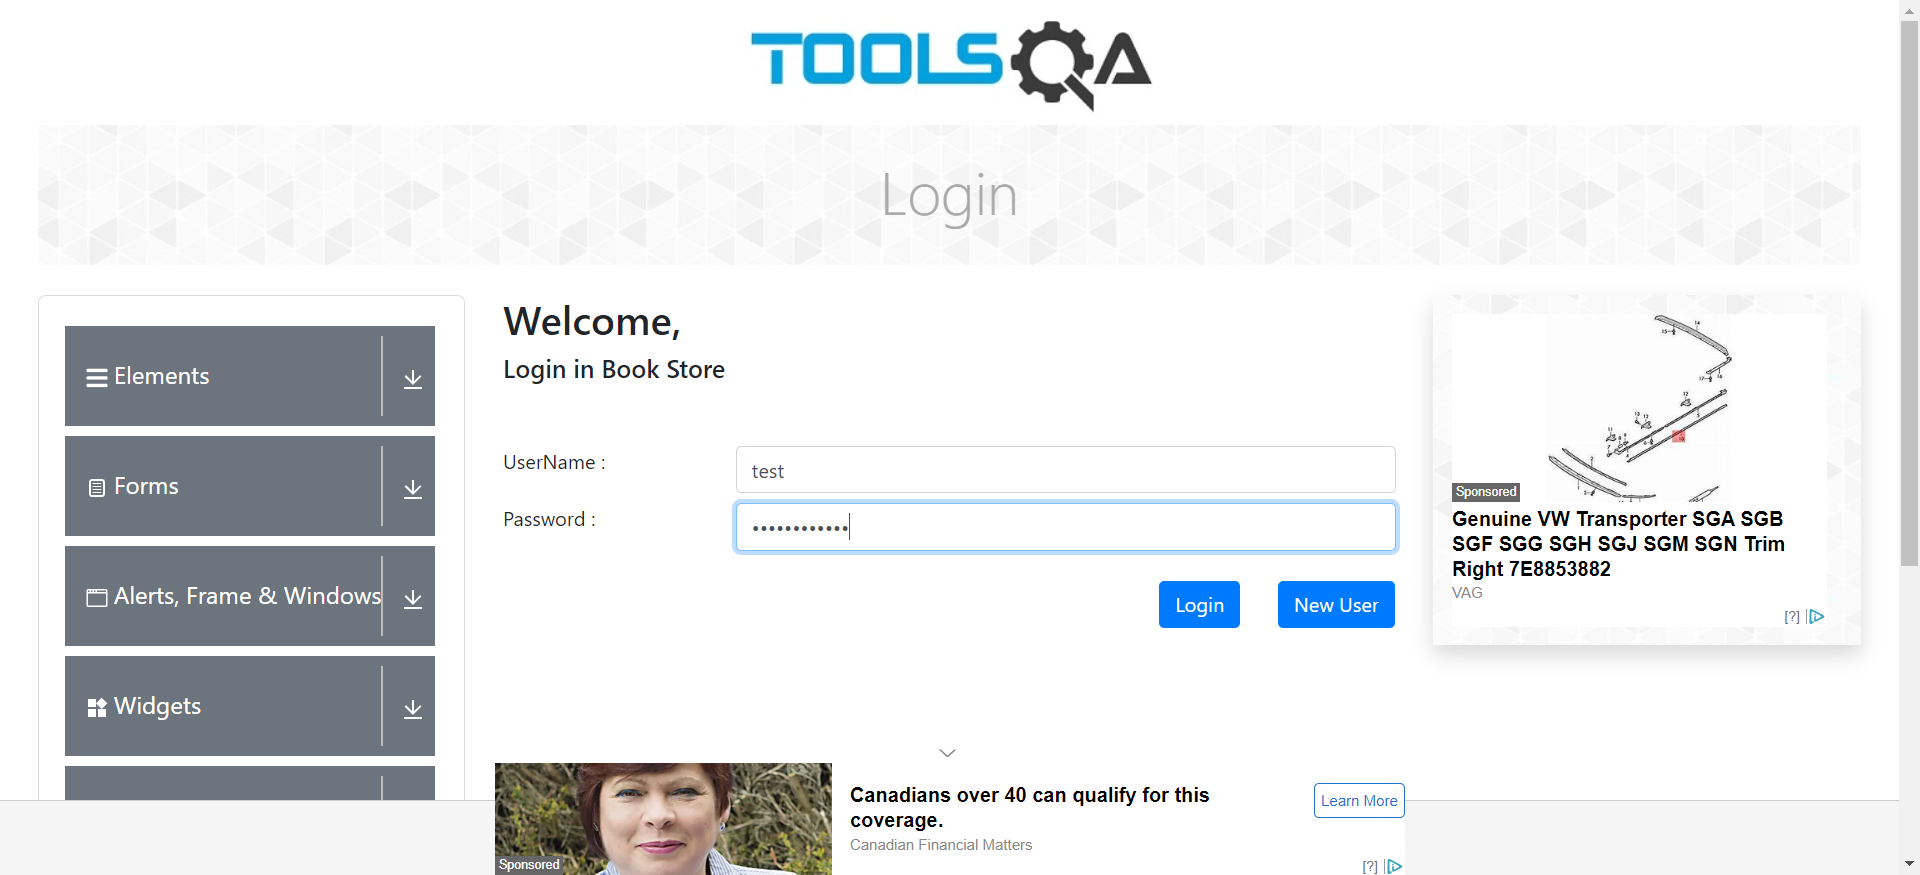 TOOLSQA
Login
Elements
Forms
Alerts, Frame & Windows
Widgets
Welcome,
Login in Book Store
UserName :
test
Password :
••••••••••••
Login
New User
Sponsored
Genuine VW Transporter SGA SGB
SGF SGG SGH SGJ SGM SGN Trim
Right 7E8853882
VAG
[?]
Sponsored
Canadians over 40 can qualify for this
coverage.
Canadian Financial Matters
Learn More
[?]